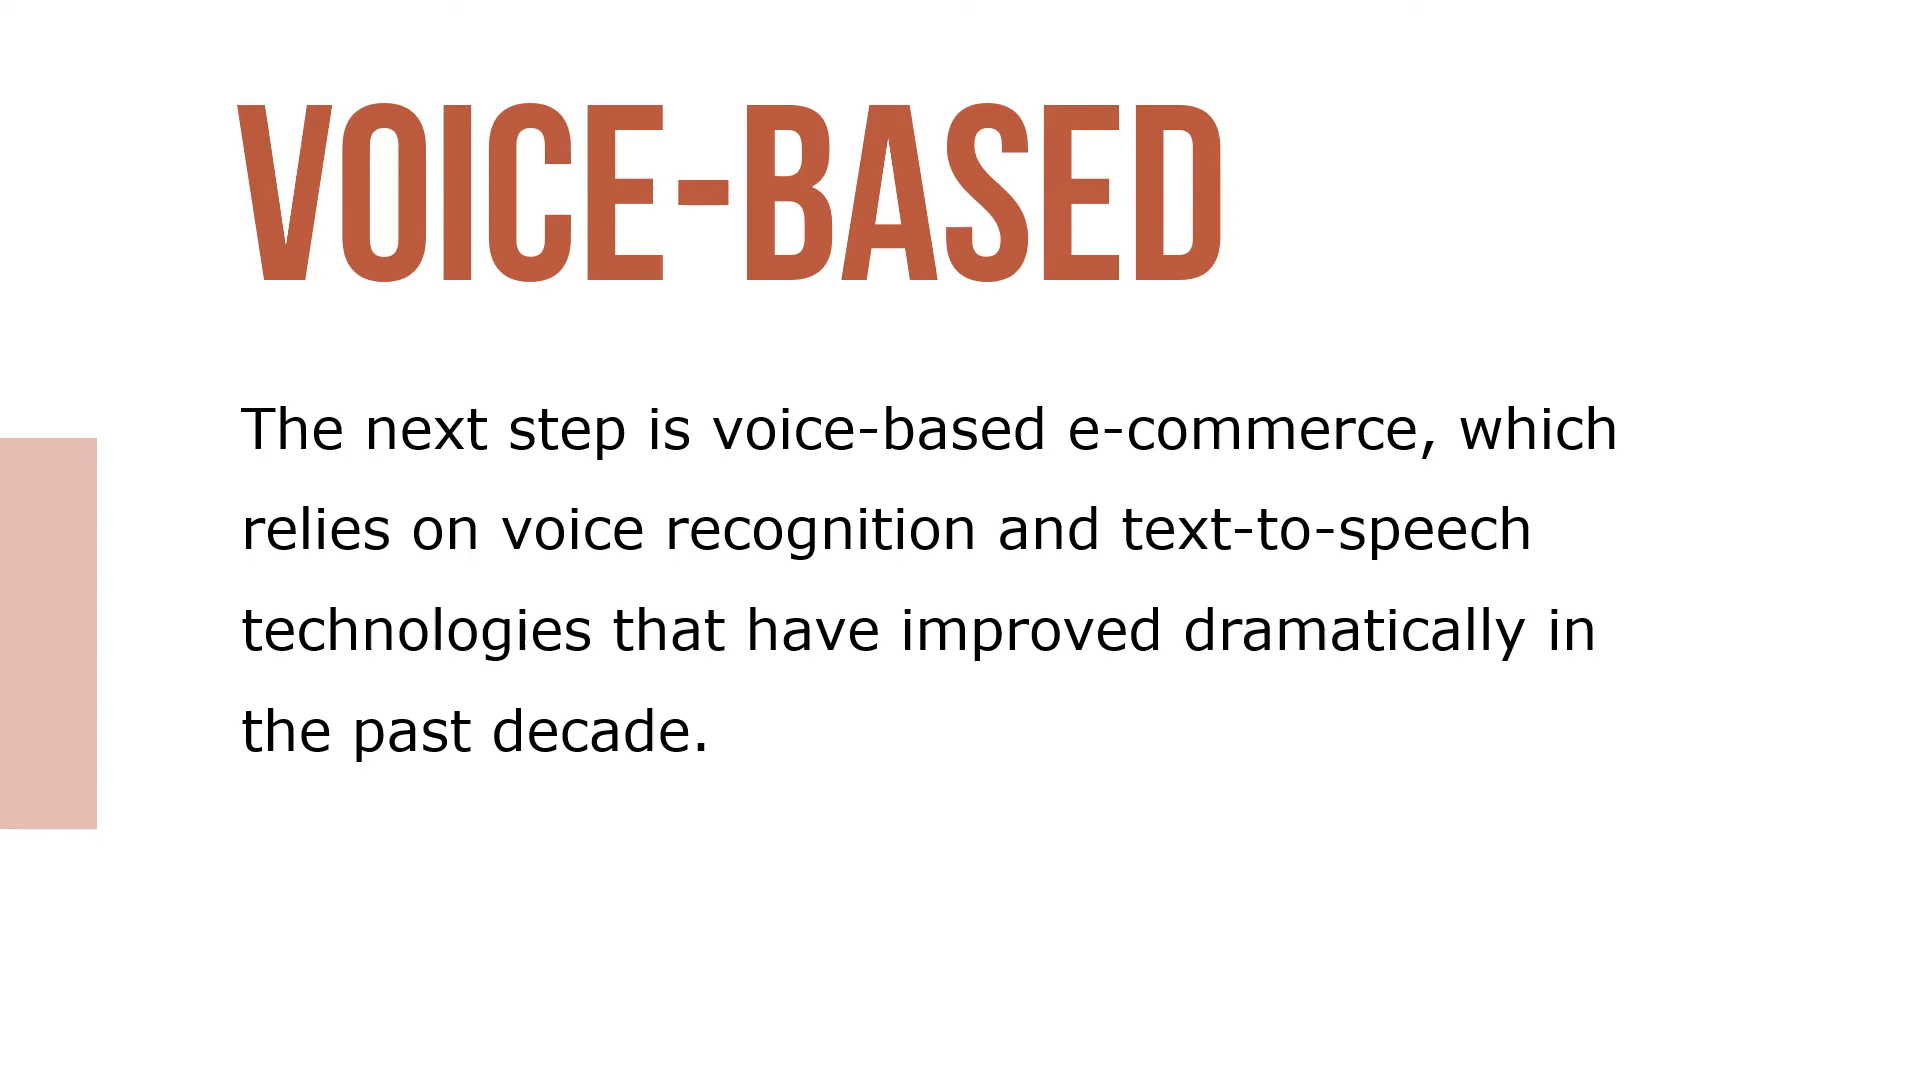 VOICE-BASED
The next step is voice-based e-commerce, which
relies on voice recognition and text-to-speech
technologies that have improved dramatically in
the past decade.